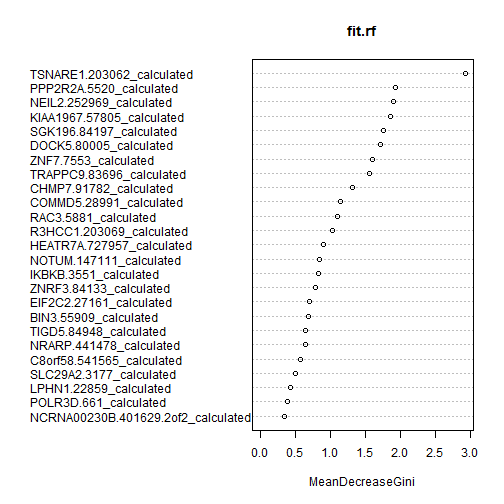 fit.rf
TSNARE1.203062_calculated
PPP2R2A.5520_calculated
NEIL2.252969_calculated
KIAA1967.57805_calculated
SGK196.84197_calculated
DOCK5.80005_calculated
ZNF7.7553_calculated
TRAPPC9.83696_calculated
CHMP7.91782_calculated
COMMD5.28991_calculated
RAC3.5881_calculated
R3HCC1.203069_calculated
HEATR7A.727957_calculated
NOTUM.147111_calculated
IKBKB.3551_calculated
ZNRF3.84133_calculated
EIF2C2.27161_calculated
BIN3.55909_calculated
TIGD5.84948_calculated
NRARP.441478_calculated
C8orf58.541565_calculated
SLC29A2.3177_calculated
LPHN1.22859_calculated
POLR3D.661_calculated
NCRNA00230B.401629.2of2_calculated
0.0 0.5 1.0 1.5 2.0 2.5 3.0
MeanDecreaseGini